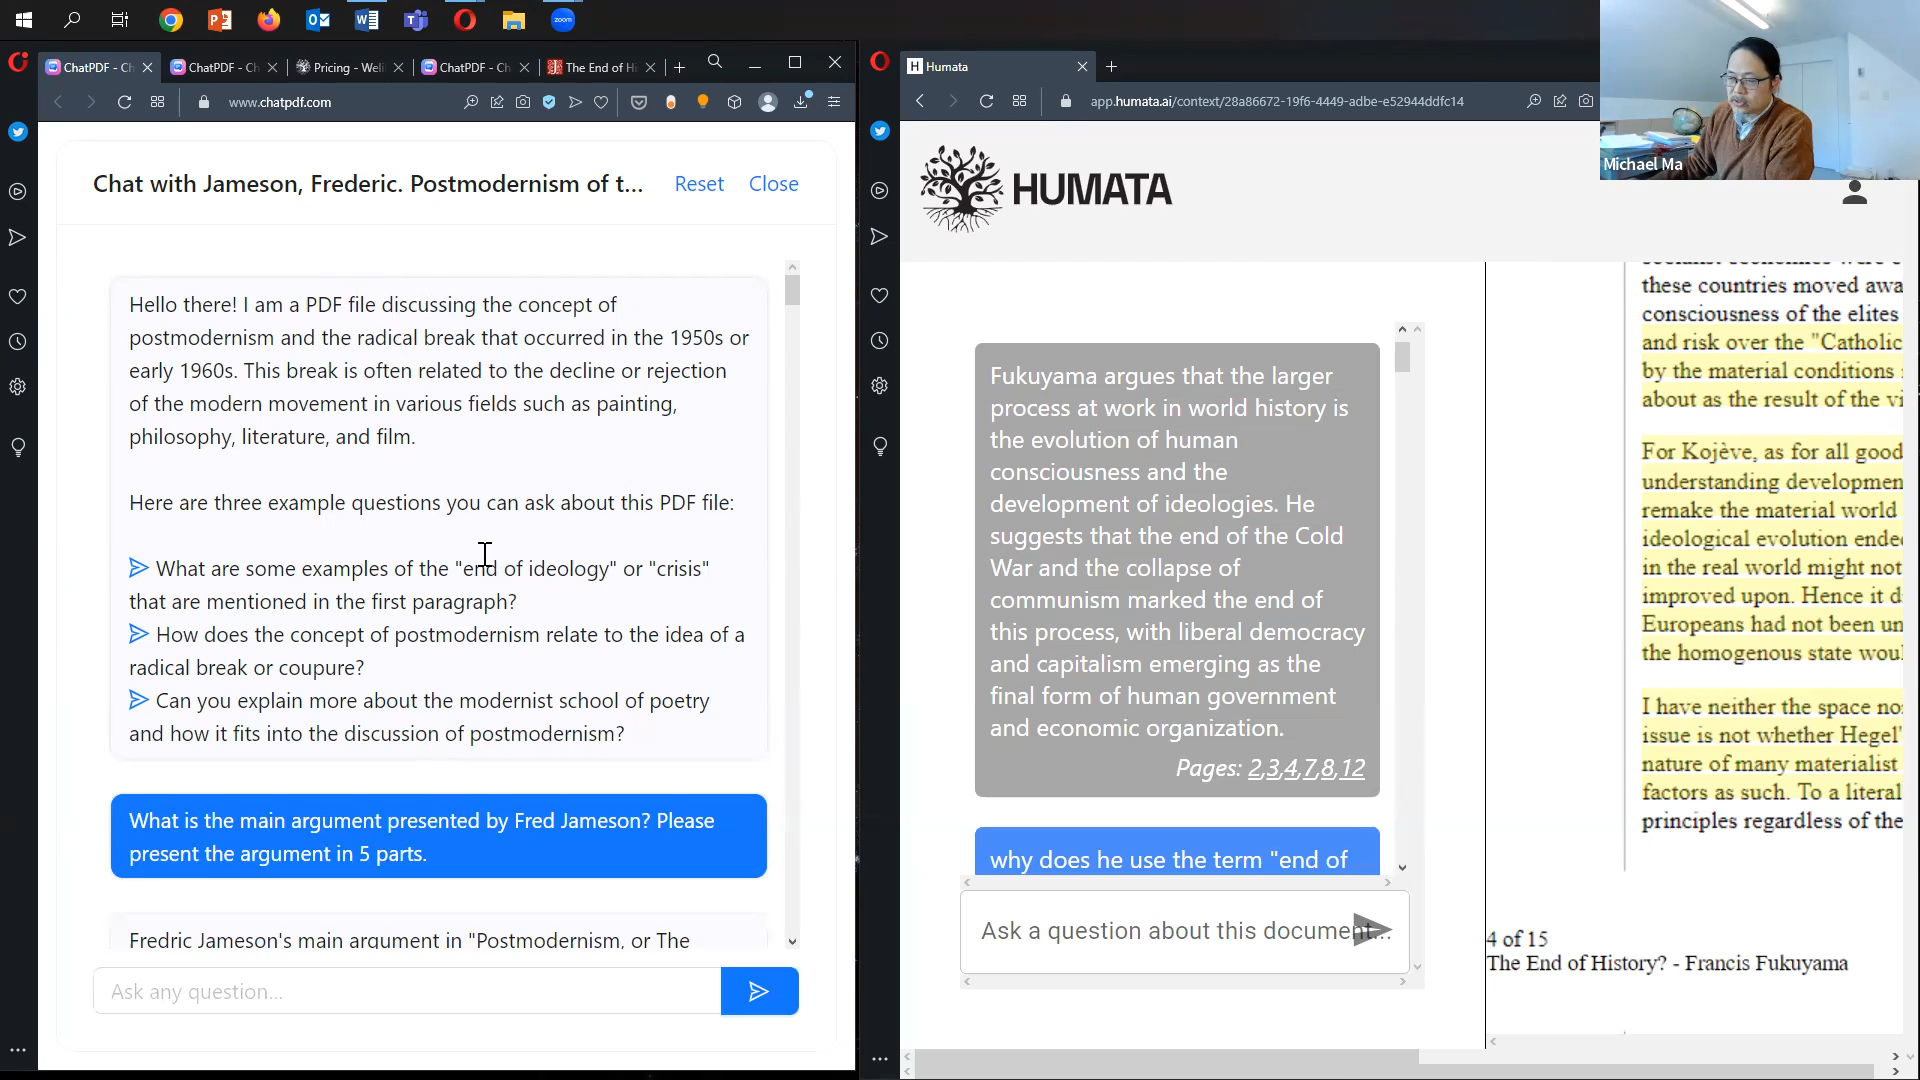 ChatPDF - Ch
ChatPDF - Ch
Pricing - Weli
ChatPDF - Ch
The End of Hi
www.chatpdf.com
Chat with Jameson, Frederic. Postmodernism of t...
Reset
Close
Hello there! I am a PDF file discussing the concept of
postmodernism and the radical break that occurred in the 1950s or
early 1960s. This break is often related to the decline or rejection
of the modern movement in various fields such as painting,
philosophy, literature, and film.
Here are three example questions you can ask about this PDF file:
What are some examples of the "end of ideology" or "crisis"
that are mentioned in the first paragraph?
How does the concept of postmodernism relate to the idea of a
radical break or coupure?
Can you explain more about the modernist school of poetry
and how it fits into the discussion of postmodernism?
What is the main argument presented by Fred Jameson? Please
present the argument in 5 parts.
Fredric Jameson's main argument in "Postmodernism, or The
Ask any question...
Humata
app.humata.ai/context/28a86672-19f6-4449-adbe-e52944ddfc14
Michael Ma
HUMATA
Fukuyama argues that the larger
process at work in world history is
the evolution of human
consciousness and the
development of ideologies. He
suggests that the end of the Cold
War and the collapse of
communism marked the end of
this process, with liberal democracy
and capitalism emerging as the
final form of human government
and economic organization.
Pages: 2,3,4,7,8,12
why does he use the term "end of
Ask a question about this document...
these countries moved awa
consciousness of the elites
and risk over the "Catholic
by the material conditions
about as the result of the vi
For Kojève, as for all good
understanding developmen
remake the material world
ideological evolution ende
in the real world might not
improved upon. Hence it d
Europeans had not been un
the homogenous state woul
I have neither the space no
issue is not whether Hegel'
nature of many materialist
factors as such. To a literal
principles regardless of the
4 of 15
The End of History? - Francis Fukuyama
zoom